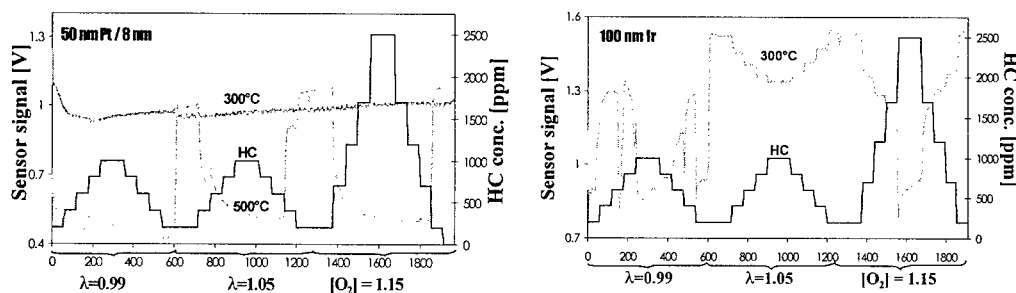 50 nm Pt / 8 nm
Sensor signal [V]
1.3
1
0.7
0.4
300°C
HC
500°C
2500
2000
1500
1000
500
0
HC conc. [ppm]
0 200 400 600 800 1000 1200 1400 1600 1800
λ=0.99 λ=1.05 [O₂] = 1.15
100 nm Ir
Sensor signal [V]
1.6
1.3
1
0.7
300°C
HC
2500
2000
1500
1000
500
0
HC conc. [ppm]
0 200 400 600 800 1000 1200 1400 1600 1800
λ=0.99 λ=1.05 [O₂] = 1.15